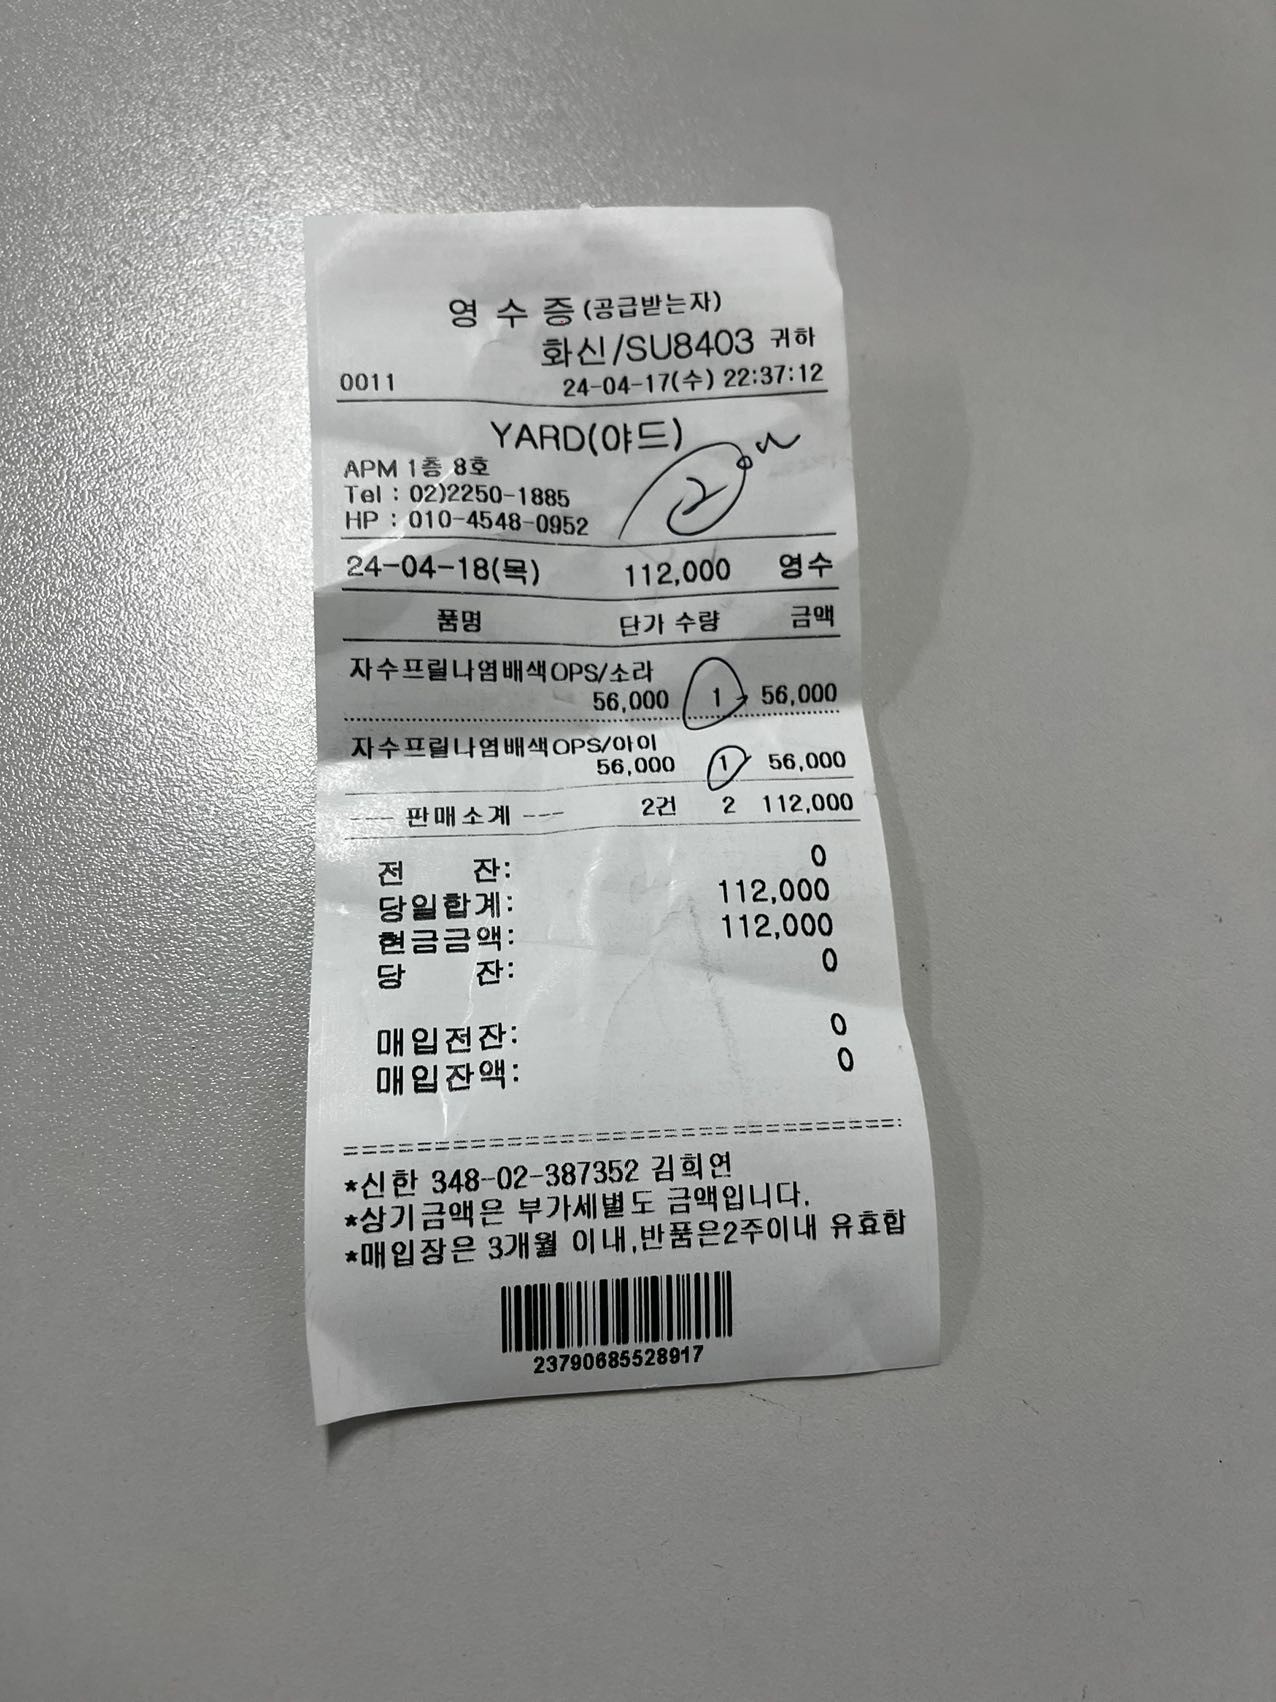 영 수 증 (공급받는자)
화신/SU8403 귀하
0011 24-04-17(수) 22:37:12
YARD(야드)
APM 1층 8호
Tel : 02)2250-1885
HP : 010-4548-0952
2
24-04-18(목) 112,000 영수
품명 단가 수량 금액
자수프릴나염배색OPS/소라
56,000 1 56,000
자수프릴나염배색OPS/아이
56,000 1 56,000
--- 판매소계 --- 2건 2 112,000
전 잔: 0
당일합계: 112,000
현금금액: 112,000
당 잔: 0
매입전잔: 0
매입잔액: 0
*신한 348-02-387352 김희연
*상기금액은 부가세별도 금액입니다.
*매입장은 3개월 이내,반품은2주이내 유효합
23790685528917